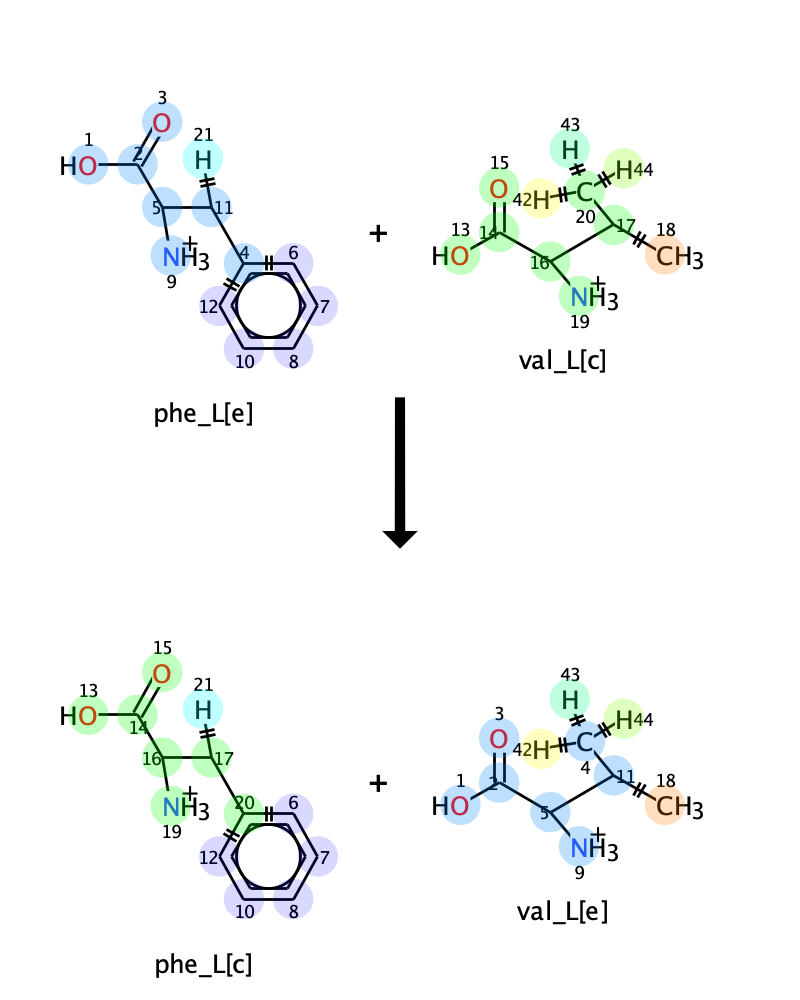 3
O
1
2
HO
21
H
5
11
NH3
+
9
4
6
12
7
10
8
phe_L[e]
+
43
H
H44
15
O
42H
C
20
13
HO
14
17
18
CH3
16
NH3
+
19
val_L[c]
15
O
13
HO
14
21
H
16
17
NH3
+
19
20
6
12
7
10
8
phe_L[c]
+
43
H
H44
3
O
42H
C
4
1
HO
2
11
18
CH3
5
NH3
+
9
val_L[e]